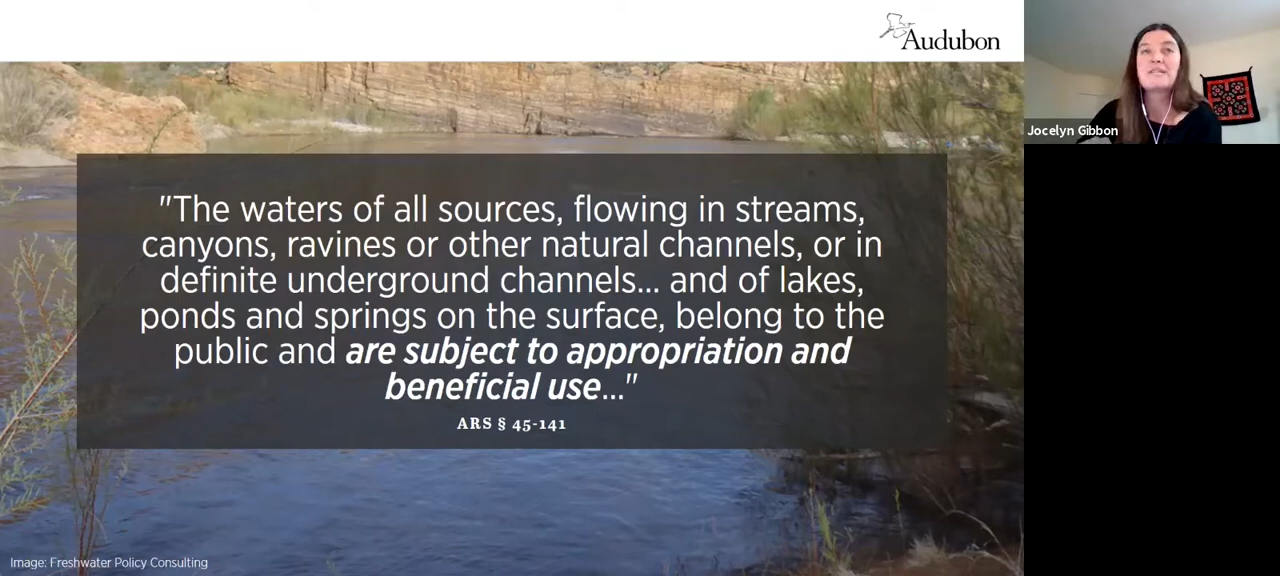 Audubon
Jocelyn Gibbon
"The waters of all sources, flowing in streams,
canyons, ravines or other natural channels, or in
definite underground channels... and of lakes,
ponds and springs on the surface, belong to the
public and are subject to appropriation and
beneficial use..."
ARS § 45-141
Image: Freshwater Policy Consulting